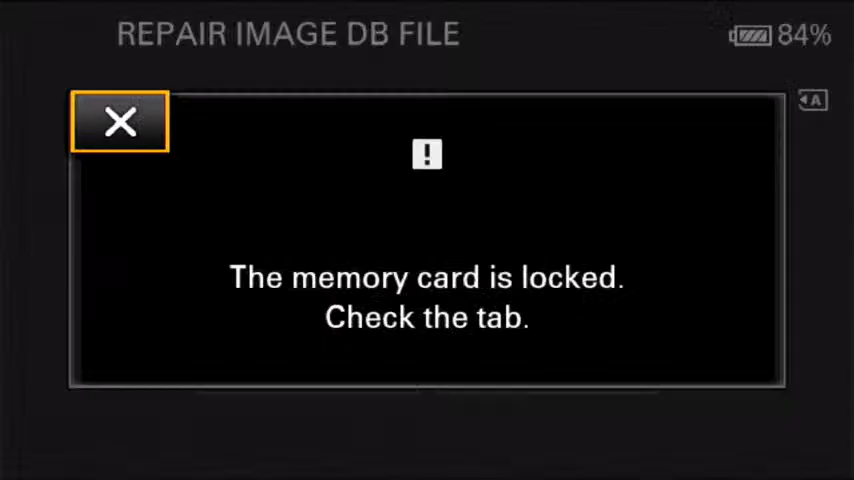 REPAIR IMAGE DB FILE
84%
A
!
The memory card is locked.
Check the tab.